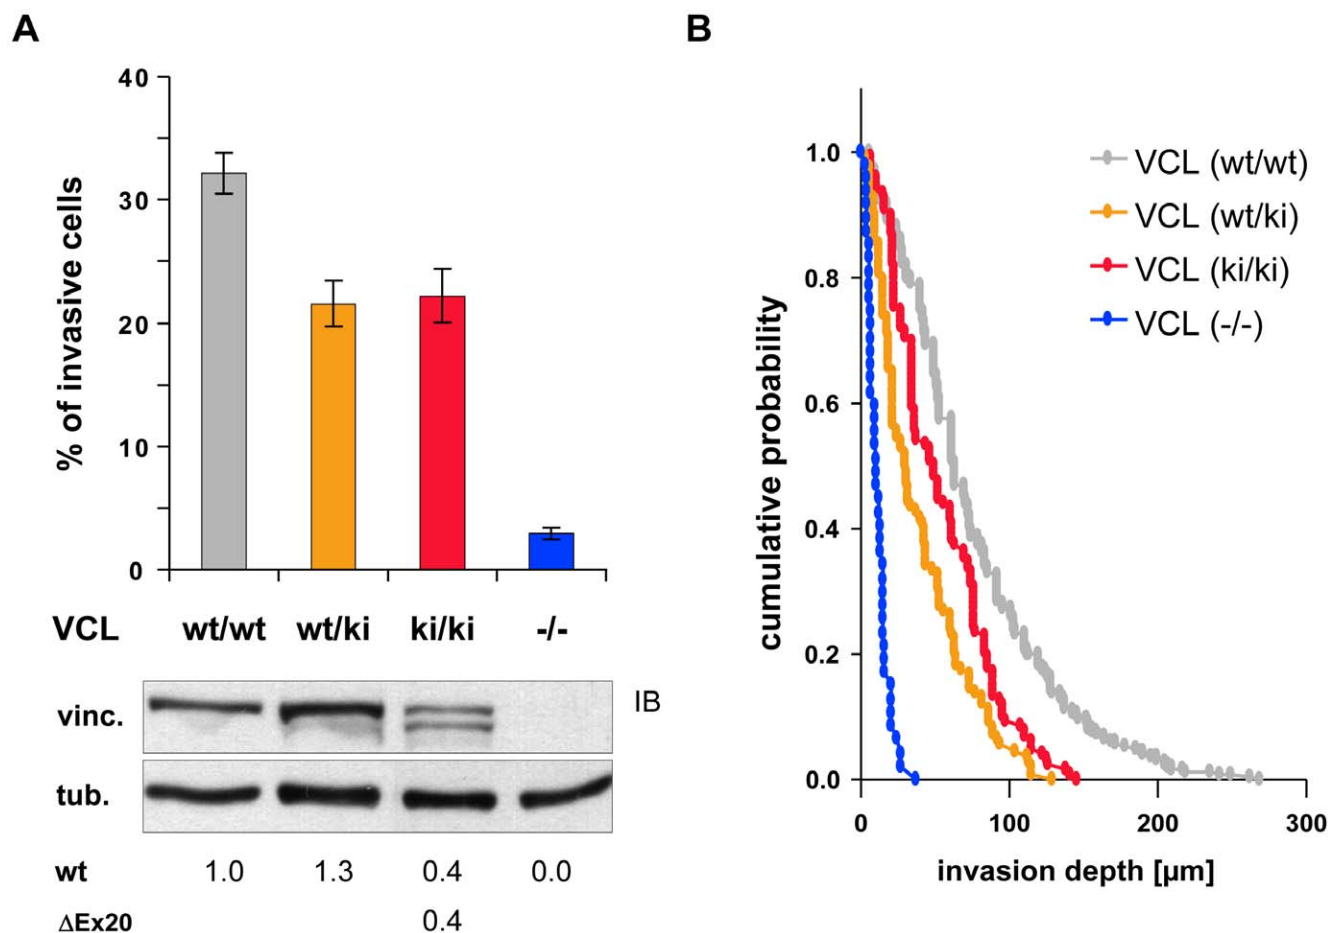 A
40
30
20
10
0
% of invasive cells
VCL wt/wt wt/ki ki/ki -/-
vinc.
IB
tub.
wt 1.0 1.3 0.4 0.0
ΔEx20 0.4
B
1.0
0.8
0.6
0.4
0.2
0.0
cumulative probability
VCL (wt/wt)
VCL (wt/ki)
VCL (ki/ki)
VCL (-/-)
0 100 200 300
invasion depth [µm]